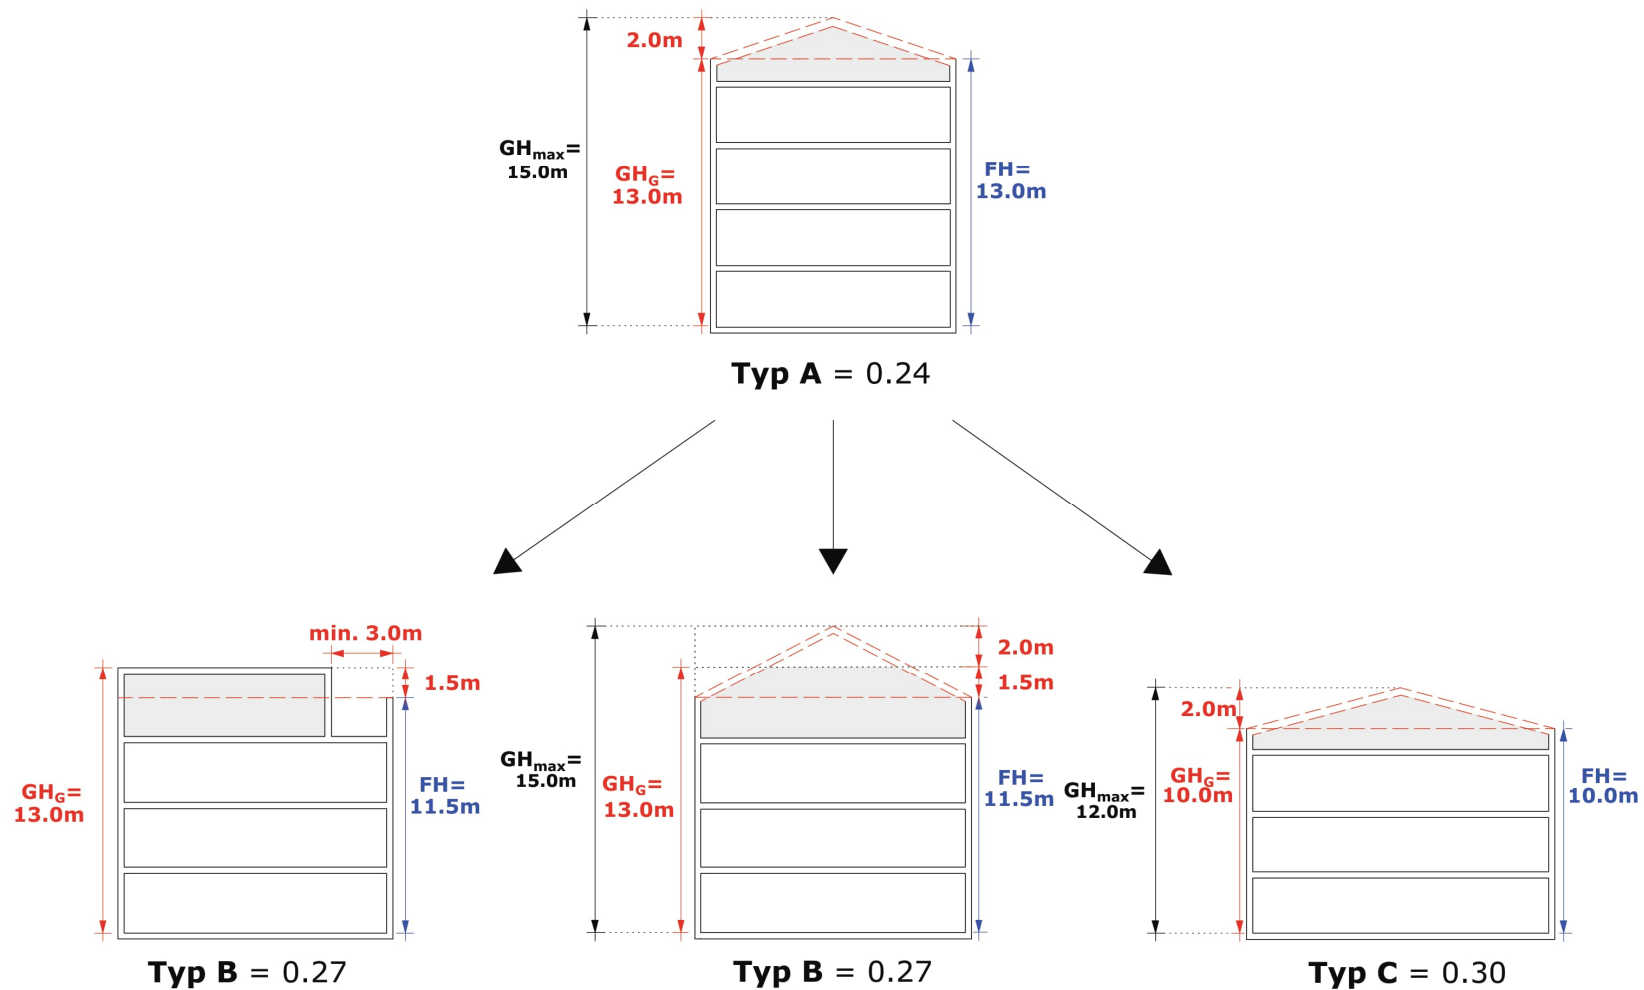 2.0m
GHmax=
15.0m
GHG=
13.0m
FH=
13.0m
Typ A = 0.24
min. 3.0m
1.5m
GHG=
13.0m
FH=
11.5m
Typ B = 0.27
2.0m
1.5m
GHmax=
15.0m
GHG=
13.0m
FH=
11.5m
Typ B = 0.27
2.0m
GHmax=
12.0m
GHG=
10.0m
FH=
10.0m
Typ C = 0.30